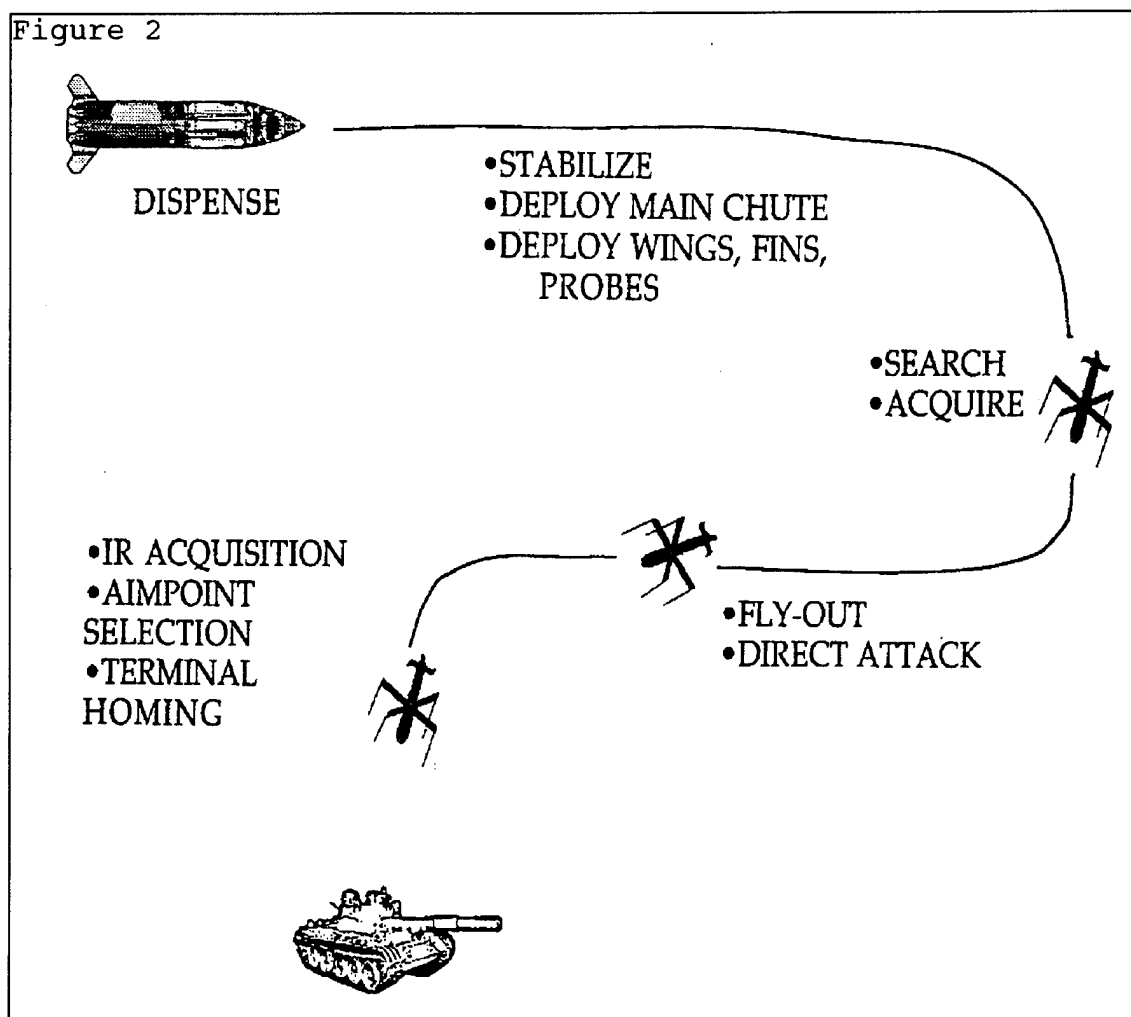 Figure 2
DISPENSE
•STABILIZE
•DEPLOY MAIN CHUTE
•DEPLOY WINGS, FINS,
PROBES
•SEARCH
•ACQUIRE
•FLY-OUT
•DIRECT ATTACK
•IR ACQUISITION
•AIMPOINT
SELECTION
•TERMINAL
HOMING